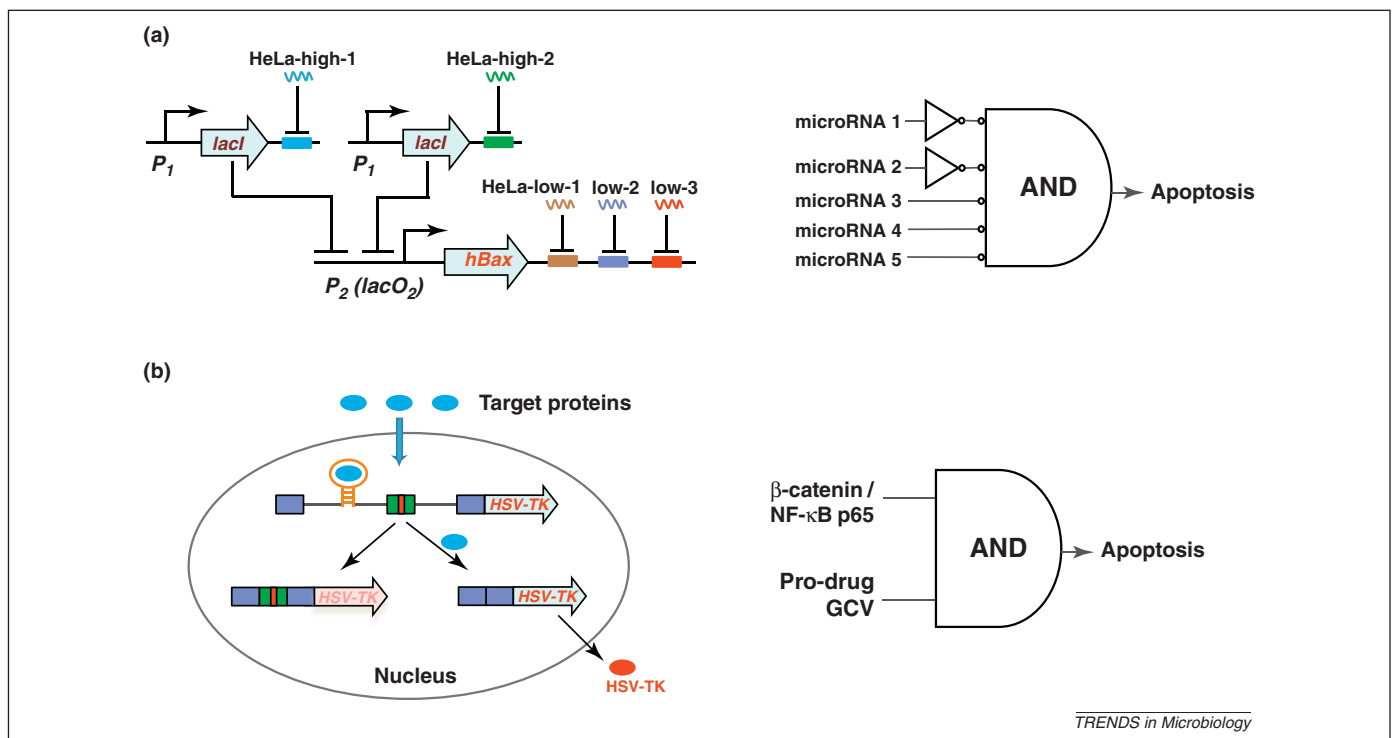 (a)
HeLa-high-1
HeLa-high-2
lacI
lacI
P1
P1
HeLa-low-1 low-2 low-3
hBax
P2 (lacO2)
microRNA 1
microRNA 2
microRNA 3
microRNA 4
microRNA 5
AND
Apoptosis
(b)
Target proteins
HSV-TK
HSV-TK
HSV-TK
Nucleus
HSV-TK
β-catenin /
NF-κB p65
Pro-drug
GCV
AND
Apoptosis
TRENDS in Microbiology